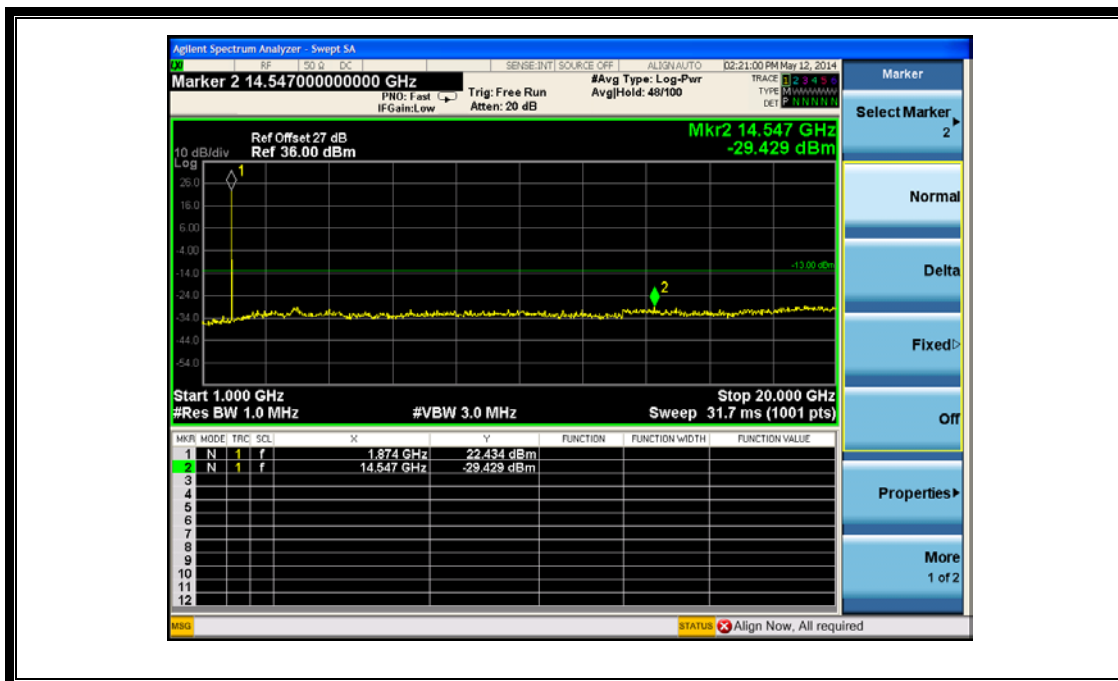 Agilent Spectrum Analyzer - Swept SA
RF 50 Ω DC SENSE:INT SOURCE OFF ALIGN AUTO 02:21:00 PM May 12, 2014
Marker 2 14.547000000000 GHz
PNO: Fast
IFGain:Low
Trig: Free Run
Atten: 20 dB
#Avg Type: Log-Pwr
Avg|Hold: 48/100
TRACE 1 2 3 4 5 6
TYPE M
DET P N N N N N
Mkr2 14.547 GHz
-29.429 dBm
Ref Offset 27 dB
10 dB/div Ref 36.00 dBm
Log
26.0
16.0
6.00
-4.00
-14.0
-24.0
-34.0
-44.0
-54.0
1
2
-13.00 dBm
Start 1.000 GHz Stop 20.000 GHz
#Res BW 1.0 MHz #VBW 3.0 MHz Sweep 31.7 ms (1001 pts)
MKR MODE TRC SCL X Y FUNCTION FUNCTION WIDTH FUNCTION VALUE
1 N 1 f 1.874 GHz 22.434 dBm
2 N 1 f 14.547 GHz -29.429 dBm
3
4
5
6
7
8
9
10
11
12
MSG STATUS Align Now, All required
Marker
Select Marker
2
Normal
Delta
Fixed
Off
Properties
More
1 of 2